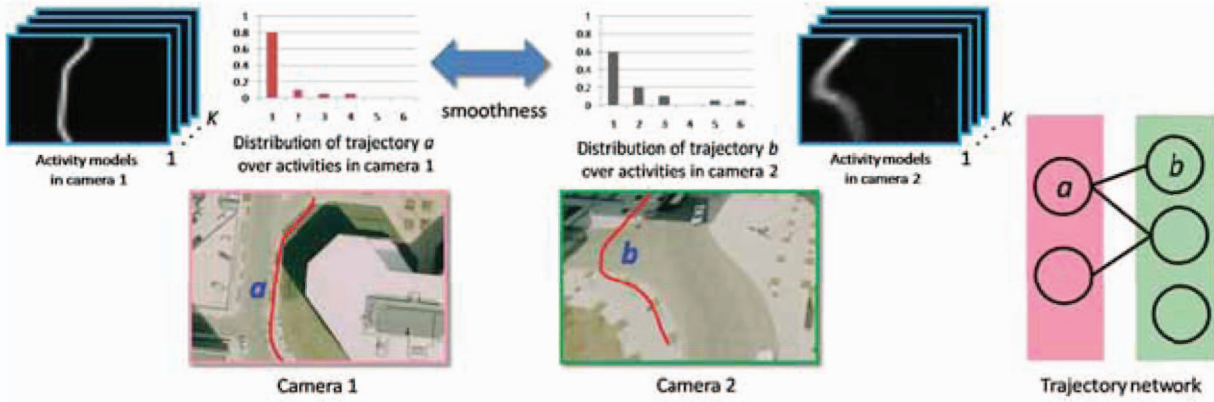 1
0.8
0.6
0.4
0.2
0
1 2 3 4 5 6
Distribution of trajectory a
over activities in camera 1
smoothness
1
0.8
0.6
0.4
0.2
0
1 2 3 4 5 6
Distribution of trajectory b
over activities in camera 2
1 K
Activity models
in camera 1
1 K
Activity models
in camera 2
a
Camera 1
b
Camera 2
a
b
Trajectory network